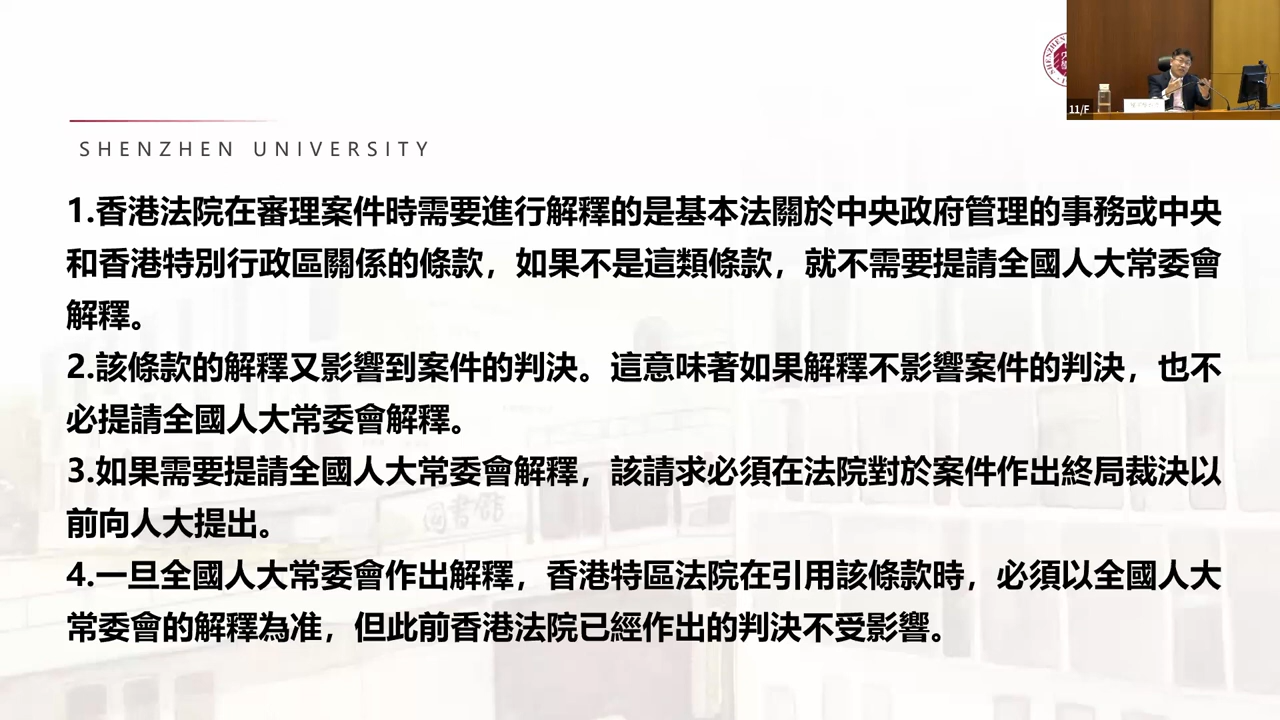 SHENZHEN UNIVERSITY
1.香港法院在審理案件時需要進行解釋的是基本法關於中央政府管理的事務或中央
和香港特別行政區關係的條款，如果不是這類條款，就不需要提請全國人大常委會
解釋。
2.該條款的解釋又影響到案件的判決。這意味著如果解釋不影響案件的判決，也不
必提請全國人大常委會解釋。
3.如果需要提請全國人大常委會解釋，該請求必須在法院對於案件作出終局裁決以
前向人大提出。
4.一旦全國人大常委會作出解釋，香港特區法院在引用該條款時，必須以全國人大
常委會的解釋為准，但此前香港法院已經作出的判決不受影響。
圖書館
11/F